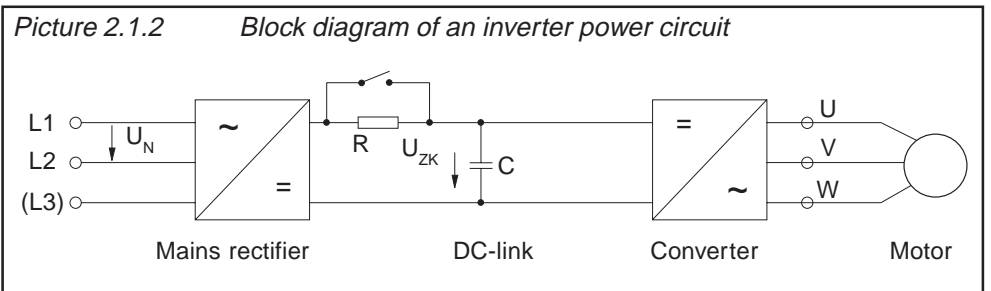 Picture 2.1.2 Block diagram of an inverter power circuit
L1
U_N
L2
(L3)
~
=
R
U_ZK
C
=
~
U
V
W
Mains rectifier DC-link Converter Motor